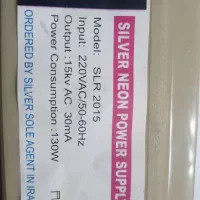 SILVER NEON POWER SUPPL
Model: SLR 2015
Input: 220VAC/50-60Hz
Output :15kv AC 30mA
Power Consumption :130W
ORDERED BY SILVER SOLE AGENT IN IRA